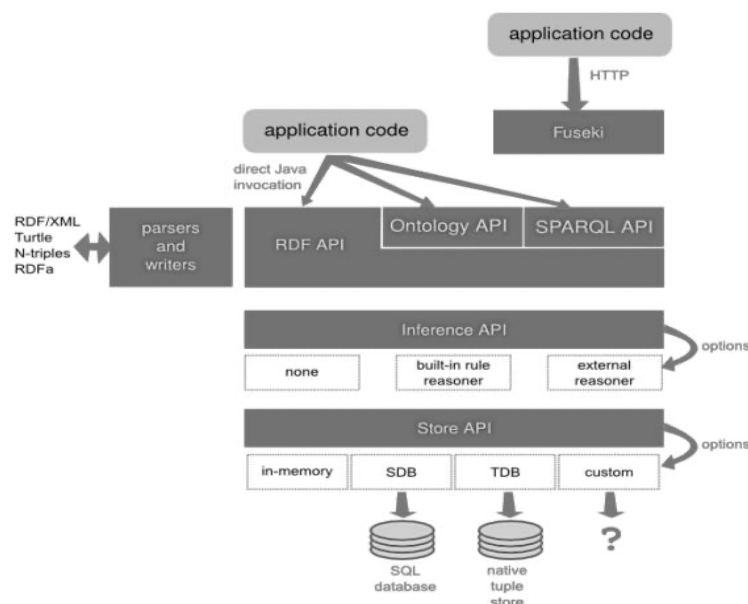 application code
HTTP
Fuseki
application code
direct Java
invocation
RDF/XML
Turtle
N-triples
RDFa
parsers
and
writers
RDF API
Ontology API
SPARQL API
Inference API
options
none
built-in rule
reasoner
external
reasoner
Store API
options
in-memory
SDB
TDB
custom
SQL
database
native
tuple
store
?